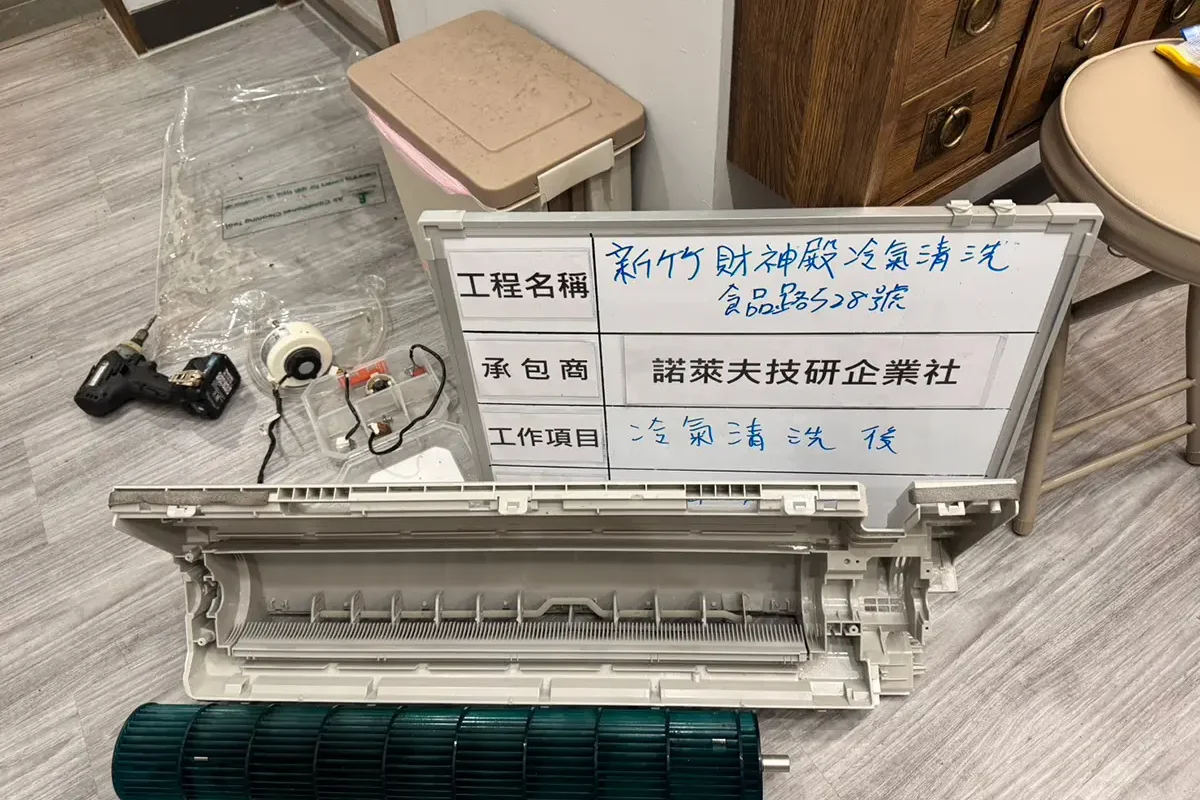 工程名稱
新竹財神殿冷氣清洗
食品路528號
承包商
諾萊夫技研企業社
工作項目
冷氣清洗後